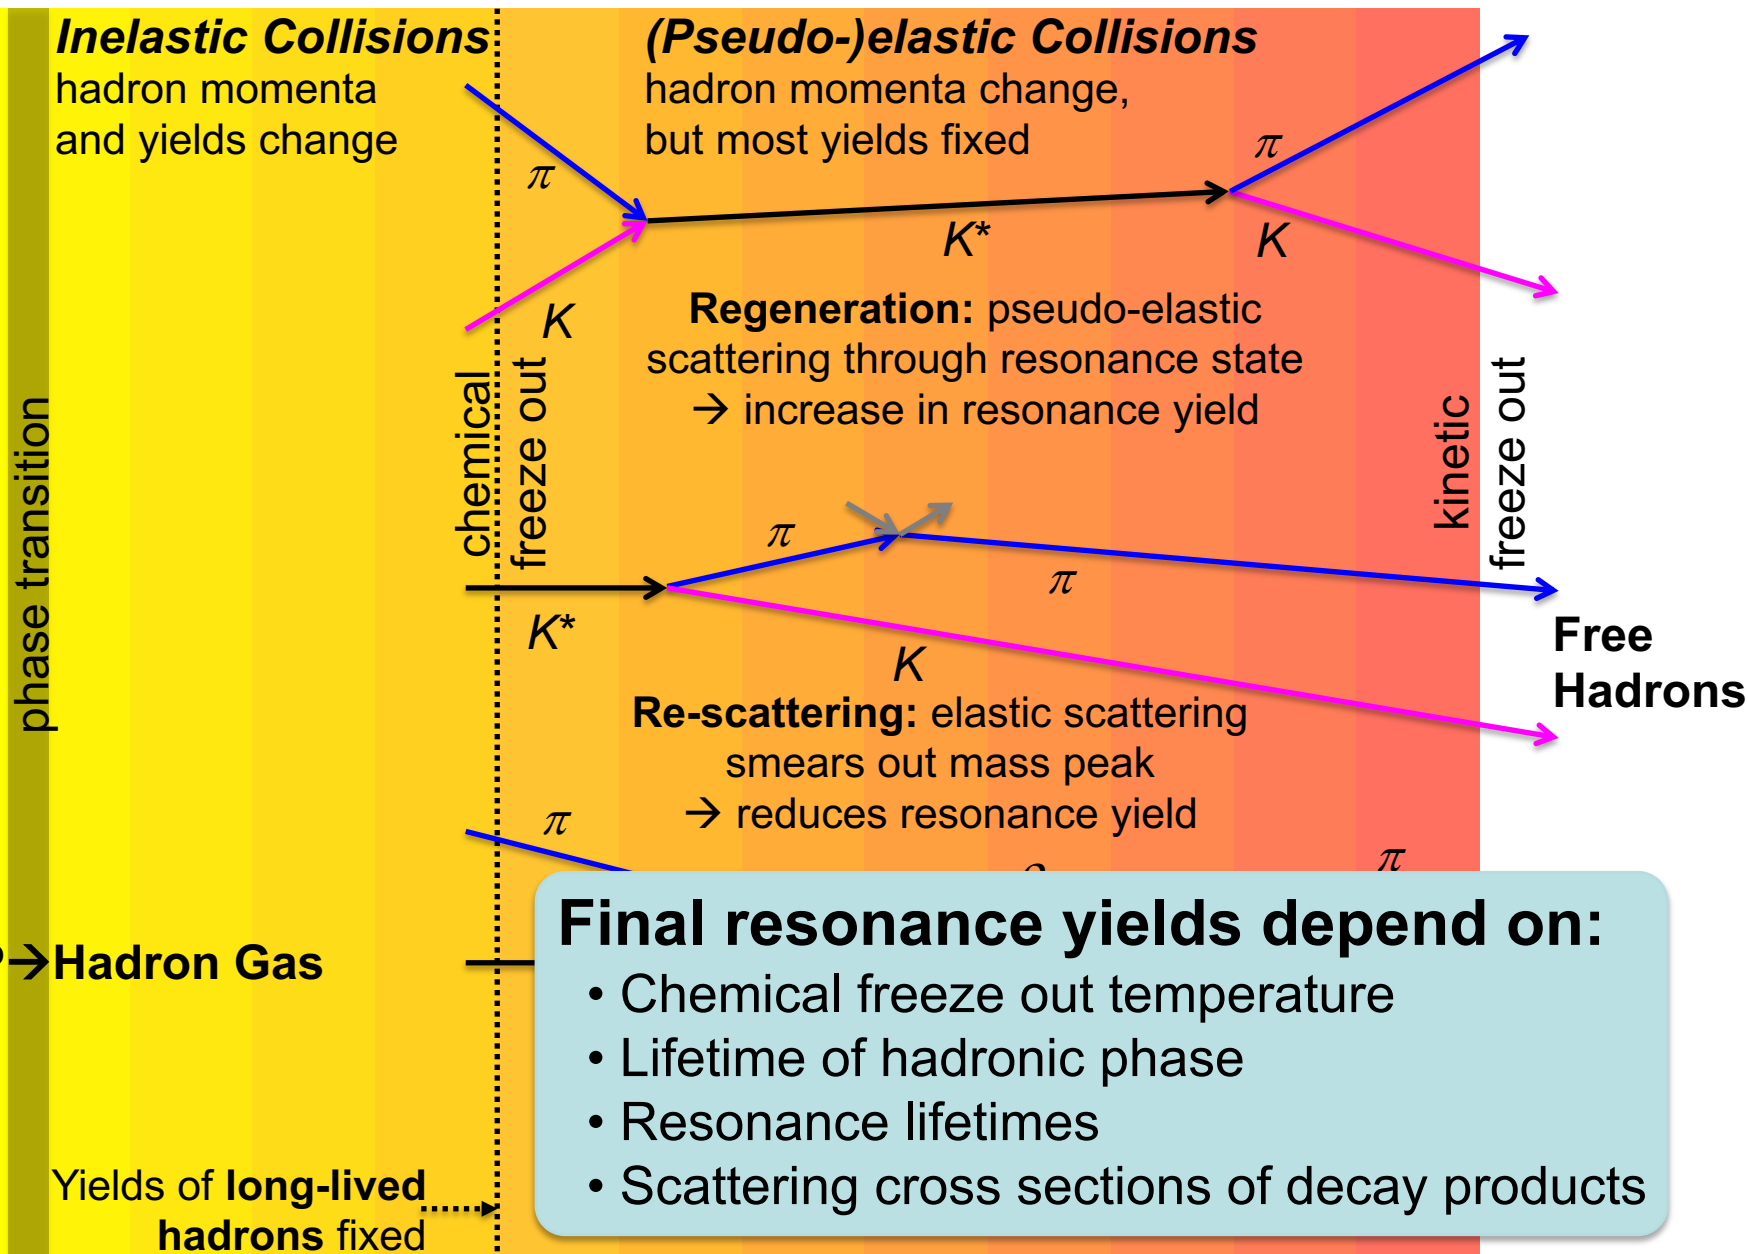 Inelastic Collisions
hadron momenta
and yields change
(Pseudo-)elastic Collisions
hadron momenta change,
but most yields fixed
π
π
K*
K
K
Regeneration: pseudo-elastic
scattering through resonance state
→ increase in resonance yield
phase transition
chemical
freeze out
kinetic
freeze out
π
π
K*
K
Free
Hadrons
Re-scattering: elastic scattering
smears out mass peak
→ reduces resonance yield
π
π
→Hadron Gas
Final resonance yields depend on:
• Chemical freeze out temperature
• Lifetime of hadronic phase
• Resonance lifetimes
• Scattering cross sections of decay products
Yields of long-lived
hadrons fixed